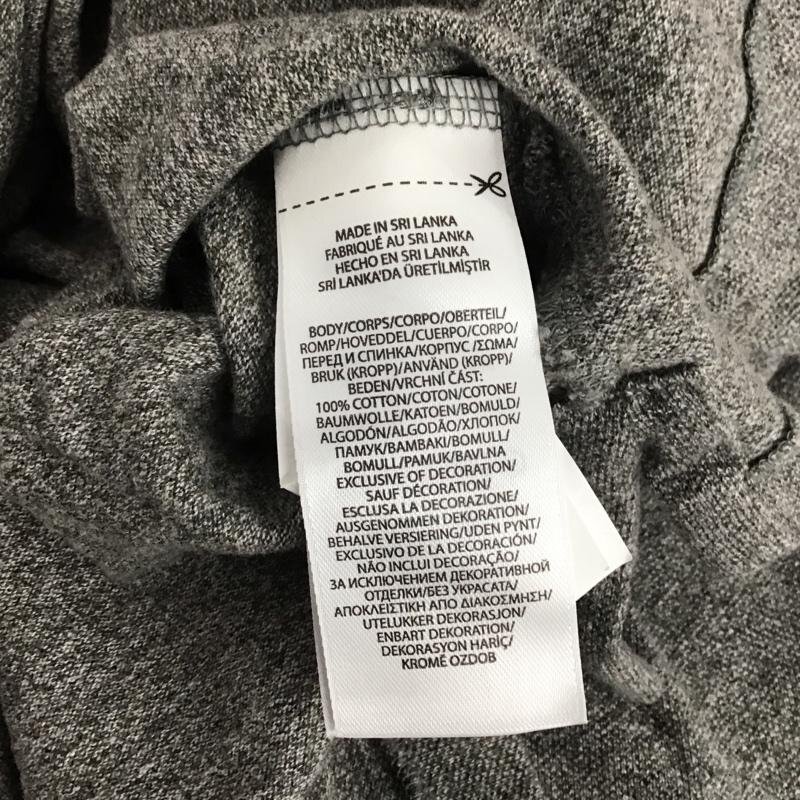 MADE IN SRI LANKA
FABRIQUÉ AU SRI LANKA
HECHO EN SRI LANKA
SRİ LANKA'DA ÜRETİLMİŞTİR
BODY/CORPS/CORPO/OBERTEIL/
ROMP/HOVEDDEL/CUERPO/CORPO/
ПЕРЕД И СПИНКА/КОРПУС /ΣΩΜΑ/
BRUK (KROPP)/ANVÄND (KROPP)/
BEDEN/VRCHNÍ ČÁST:
100% COTTON/COTON/COTONE/
BAUMWOLLE/KATOEN/BOMULD/
ALGODÓN/ALGODÃO/ХЛОПОК/
ПАМУК/ΒΑΜΒΑΚΙ/BOMULL/
BOMULL/PAMUK/BAVLNA
EXCLUSIVE OF DECORATION/
SAUF DÉCORATION/
ESCLUSA LA DECORAZIONE/
AUSGENOMMEN DEKORATION/
BEHALVE VERSIERING/UDEN PYNT/
EXCLUSIVO DE LA DECORACIÓN/
NÃO INCLUI DECORAÇÃO/
ЗА ИСКЛЮЧЕНИЕМ ДЕКОРАТИВНОЙ
ОТДЕЛКИ/БЕЗ УКРАСАТА/
ΑΠΟΚΛΕΙΣΤΙΚΗ ΑΠΟ ΔΙΑΚΟΣΜΗΣΗ/
UTELUKKER DEKORASJON/
ENBART DEKORATION/
DEKORASYON HARİÇ/
KROMĚ OZDOB